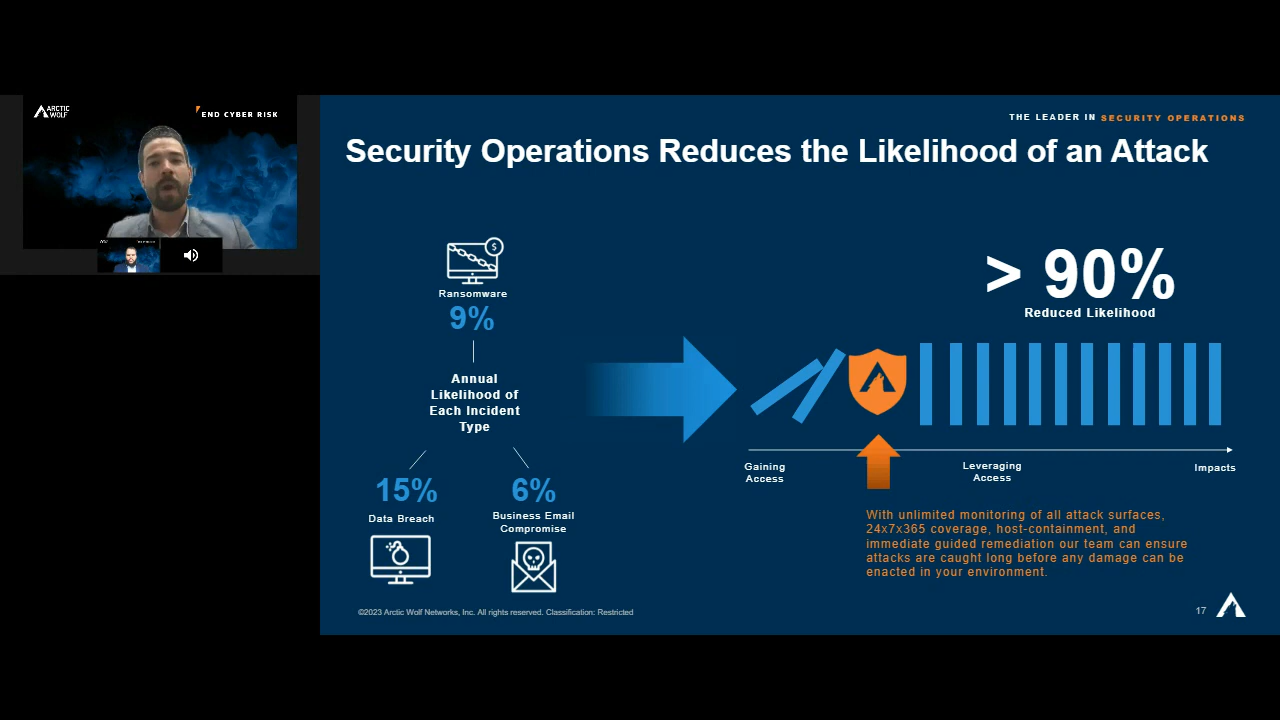 ARCTIC
WOLF
END CYBER RISK
THE LEADER IN SECURITY OPERATIONS
Security Operations Reduces the Likelihood of an Attack
$
Ransomware
9%
Annual
Likelihood of
Each Incident
Type
15%
Data Breach
6%
Business Email
Compromise
> 90%
Reduced Likelihood
Gaining
Access
Leveraging
Access
Impacts
With unlimited monitoring of all attack surfaces,
24x7x365 coverage, host-containment, and
immediate guided remediation our team can ensure
attacks are caught long before any damage can be
enacted in your environment.
©2023 Arctic Wolf Networks, Inc. All rights reserved. Classification: Restricted
17